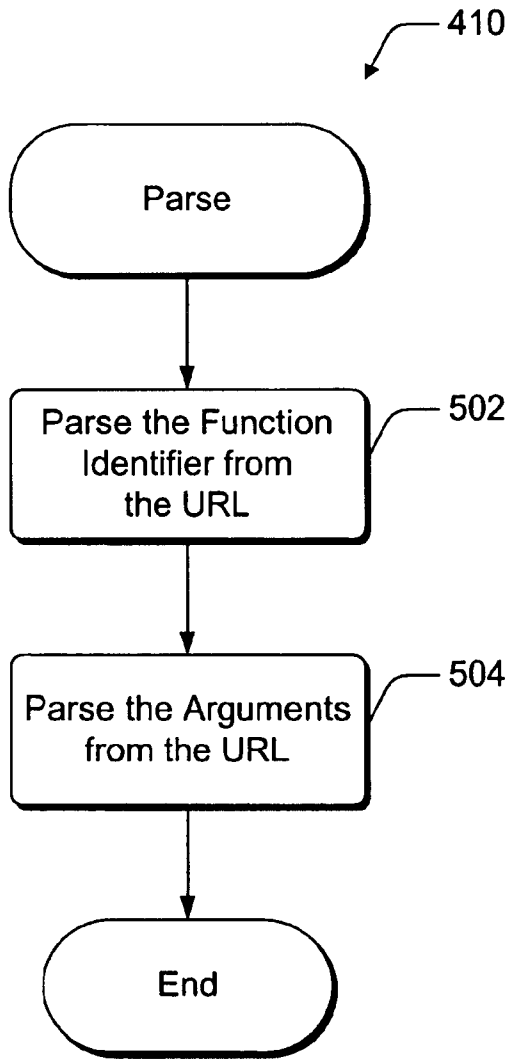 410
Parse
Parse the Function
Identifier from
the URL
502
Parse the Arguments
from the URL
504
End